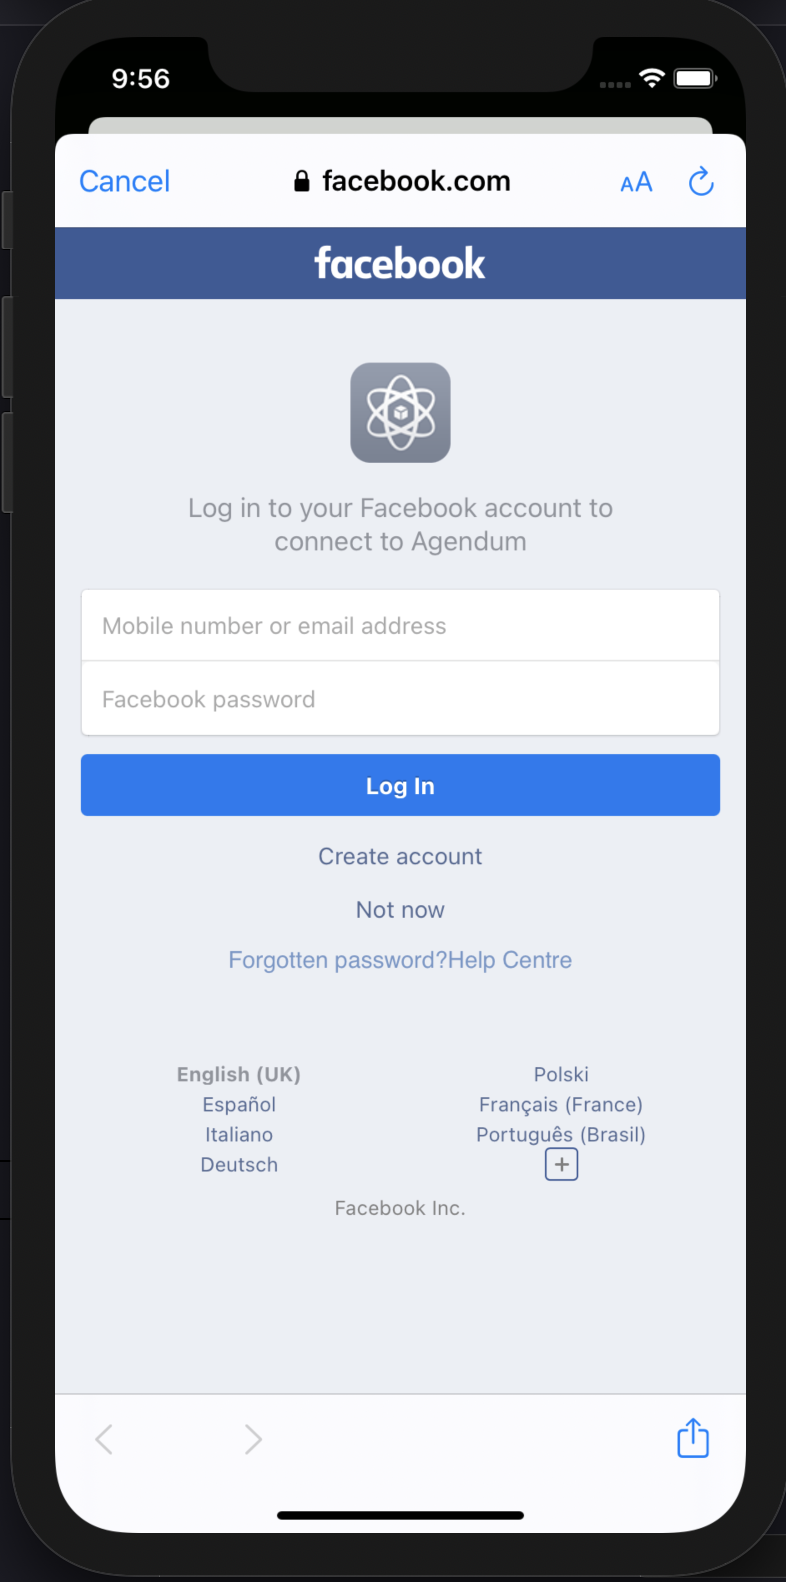 9:56
Cancel
facebook.com
AA
facebook
Log in to your Facebook account to
connect to Agendum
Mobile number or email address
Facebook password
Log In
Create account
Not now
Forgotten password?Help Centre
English (UK)
Polski
Español
Français (France)
Italiano
Português (Brasil)
Deutsch
+
Facebook Inc.